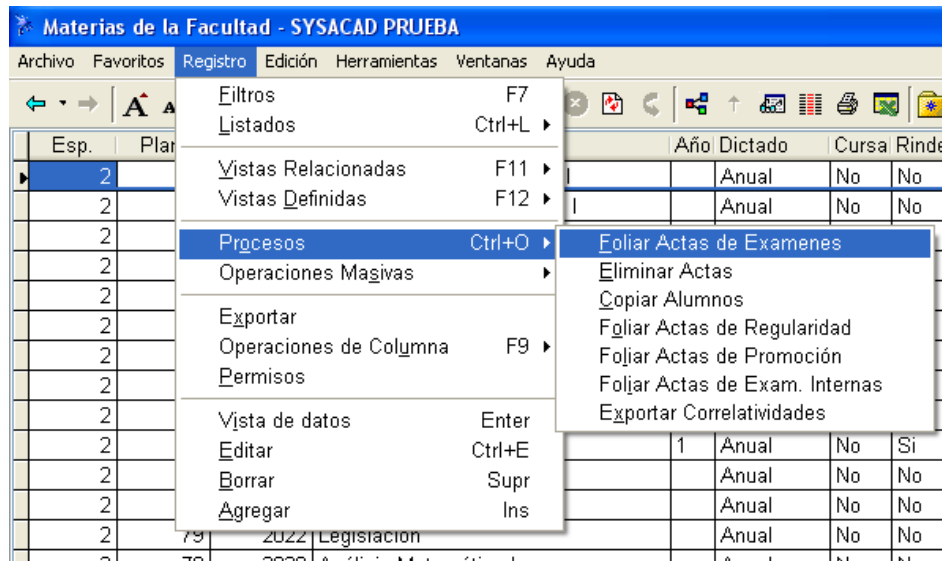 Materias de la Facultad - SYSACAD PRUEBA
Archivo Favoritos Registro Edición Herramientas Ventanas Ayuda
Filtros F7
Listados Ctrl+L
Vistas Relacionadas F11
Vistas Definidas F12
Procesos Ctrl+O
Operaciones Masivas
Exportar
Operaciones de Columna F9
Permisos
Vista de datos Enter
Editar Ctrl+E
Borrar Supr
Agregar Ins
Foliar Actas de Examenes
Eliminar Actas
Copiar Alumnos
Foliar Actas de Regularidad
Foliar Actas de Promoción
Foliar Actas de Exam. Internas
Exportar Correlatividades
Esp. Plan Año Dictado Cursa Rinde
2 Anual No No
2 Anual No No
2
2
2
2
2
2
2
2 1 Anual No Si
2 Anual No No
2 Anual No No
2 79 2022 Legislación Anual No No